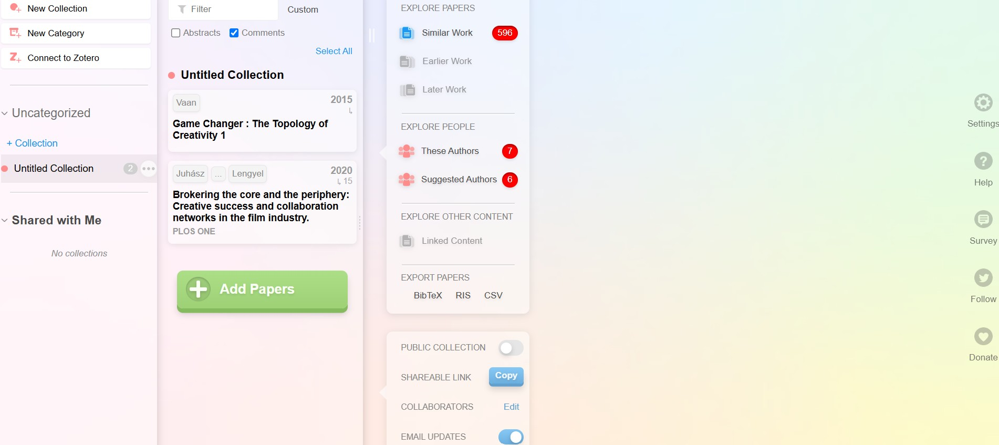 New Collection
New Category
Connect to Zotero
Uncategorized
+ Collection
Untitled Collection
2
Shared with Me
No collections
Filter
Custom
Abstracts
Comments
Select All
Untitled Collection
Vaan
2015
Game Changer : The Topology of
Creativity 1
Juhász ... Lengyel
2020
15
Brokering the core and the periphery:
Creative success and collaboration
networks in the film industry.
PLOS ONE
Add Papers
EXPLORE PAPERS
Similar Work 596
Earlier Work
Later Work
EXPLORE PEOPLE
These Authors 7
Suggested Authors 6
EXPLORE OTHER CONTENT
Linked Content
EXPORT PAPERS
BibTeX RIS CSV
PUBLIC COLLECTION
SHAREABLE LINK Copy
COLLABORATORS Edit
EMAIL UPDATES
Settings
Help
Survey
Follow
Donate